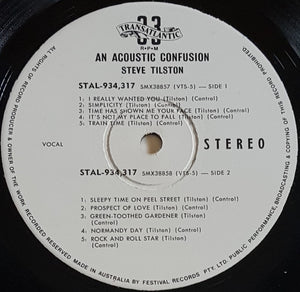 TRANSATLANTIC
33
R•P•M
AN ACOUSTIC CONFUSION
STEVE TILSTON
STAL-934,317 SMX38857 (VTS-5) — SIDE 1
1. I REALLY WANTED YOU (Tilston) (Control)
2. SIMPLICITY (Tilston) (Control)
3. TIME HAS SHOWN ME YOUR FACE (Tilston) (Control)
4. IT'S NOT MY PLACE TO FALL (Tilston) (Control)
5. TRAIN TIME (Tilston) (Control)
VOCAL
STEREO
STAL-934,317 SMX38858 (VTS-5) — SIDE 2
1. SLEEPY TIME ON PEEL STREET (Tilston)
(Control)
2. PROSPECT OF LOVE (Tilston) (Control)
3. GREEN-TOOTHED GARDENER (Tilston)
(Control)
4. NORMANDY DAY (Tilston) (Control)
5. ROCK AND ROLL STAR (Tilston)
(Control)
ALL RIGHTS OF RECORD PRODUCER & OWNER OF THE WORK RECORDED RESERVED. UNAUTHORISED COPYING, PUBLIC PERFORMANCE, BROADCASTING & COPYING OF THIS RECORD PROHIBITED.
MADE IN AUSTRALIA BY FESTIVAL RECORDS PTY. LTD.